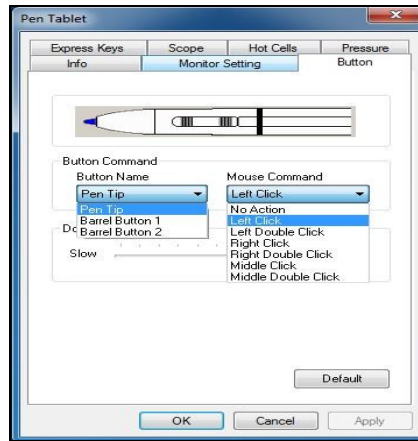 Pen Tablet
Express Keys Scope Hot Cells Pressure
Info Monitor Setting Button
Button Command
Button Name Mouse Command
Pen Tip Left Click
Pen Tip
Barrel Button 1
Barrel Button 2
No Action
Left Click
Left Double Click
Right Click
Right Double Click
Middle Click
Middle Double Click
Slow
Default
OK Cancel Apply